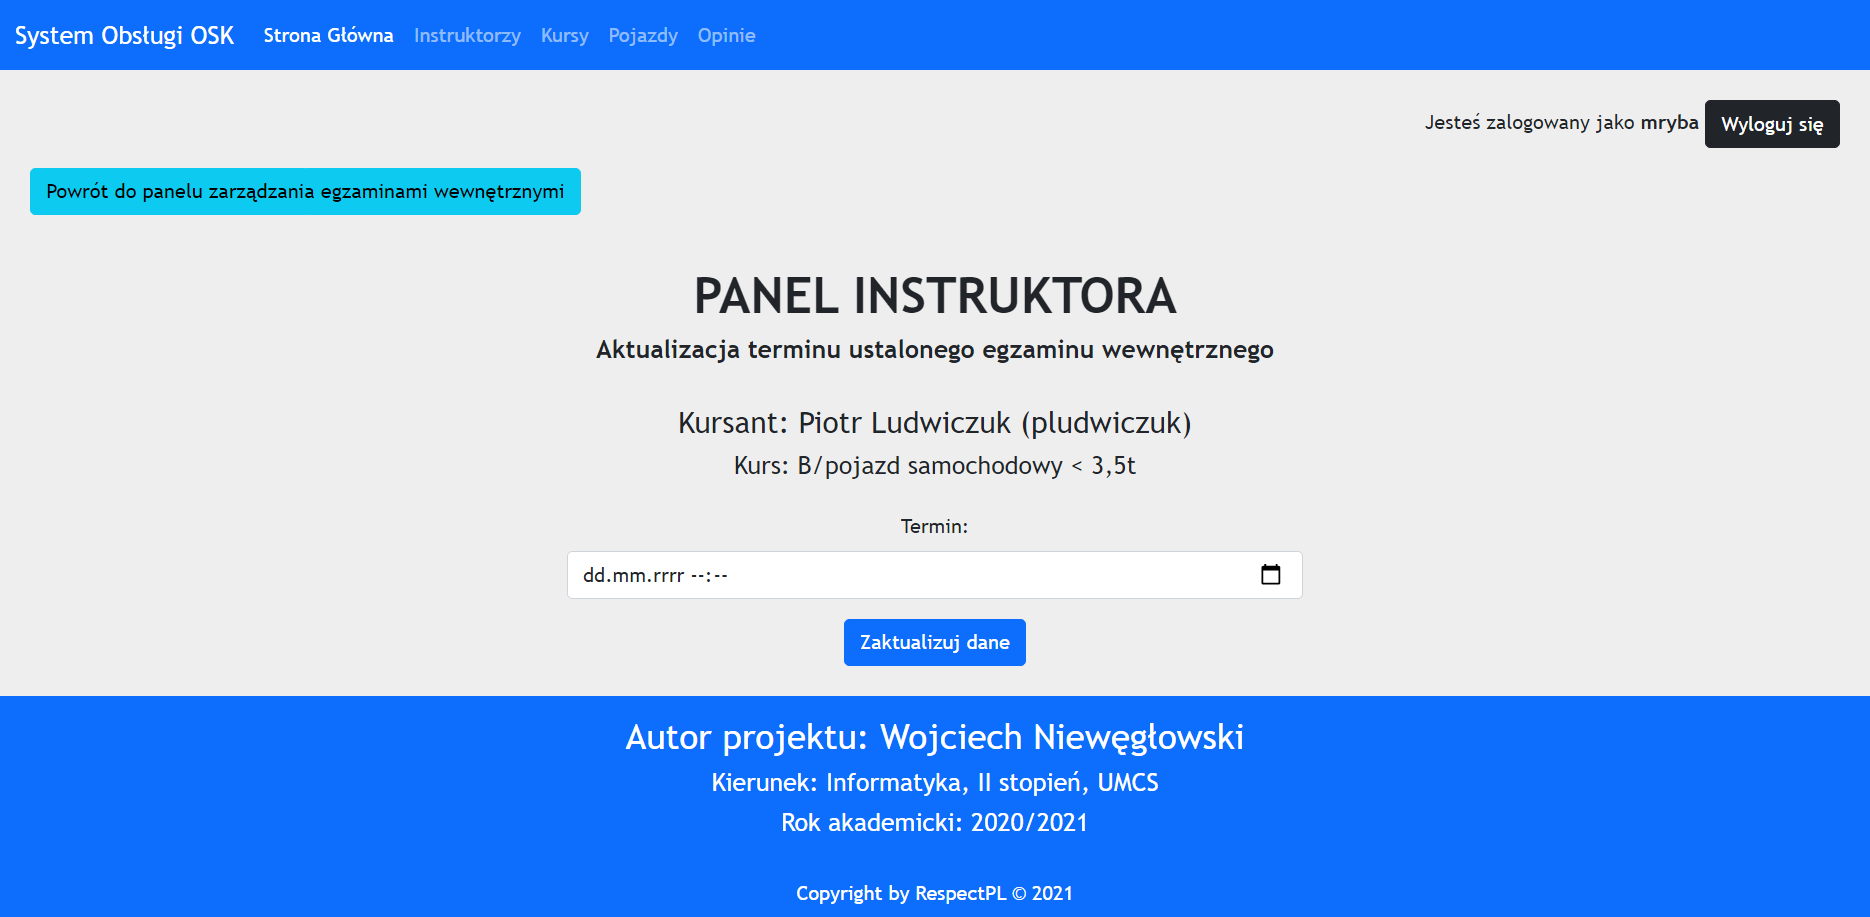 System Obsługi OSK Strona Główna Instruktorzy Kursy Pojazdy Opinie
Jesteś zalogowany jako mryba Wyloguj się
Powrót do panelu zarządzania egzaminami wewnętrznymi
PANEL INSTRUKTORA
Aktualizacja terminu ustalonego egzaminu wewnętrznego
Kursant: Piotr Ludwiczuk (pludwiczuk)
Kurs: B/pojazd samochodowy < 3,5t
Termin:
dd.mm.rrrr --:--
Zaktualizuj dane
Autor projektu: Wojciech Niewęgłowski
Kierunek: Informatyka, II stopień, UMCS
Rok akademicki: 2020/2021
Copyright by RespectPL © 2021